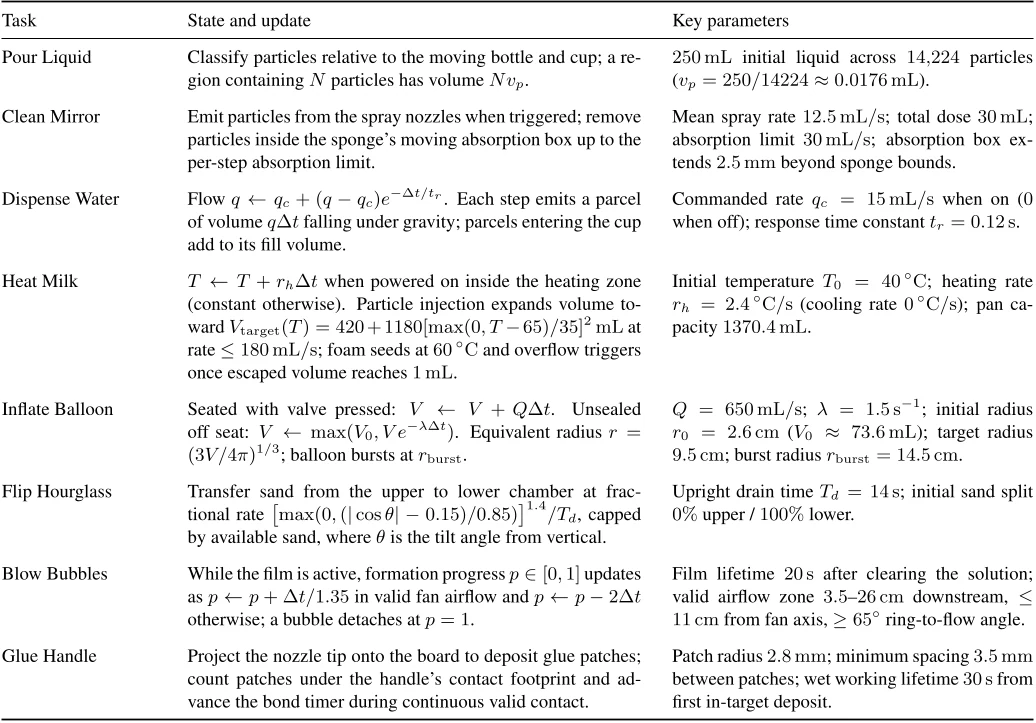 Task State and update Key parameters
Pour Liquid Classify particles relative to the moving bottle and cup; a re- 250 mL initial liquid across 14,224 particles
gion containing N particles has volume Nv_p. (v_p = 250/14224 ≈ 0.0176 mL).
Clean Mirror Emit particles from the spray nozzles when triggered; remove Mean spray rate 12.5 mL/s; total dose 30 mL;
particles inside the sponge's moving absorption box up to the absorption limit 30 mL/s; absorption box ex-
per-step absorption limit. tends 2.5 mm beyond sponge bounds.
Dispense Water Flow q ← q_c + (q − q_c)e^{−Δt/t_r}. Each step emits a parcel Commanded rate q_c = 15 mL/s when on (0
of volume qΔt falling under gravity; parcels entering the cup when off); response time constant t_r = 0.12 s.
add to its fill volume.
Heat Milk T ← T + r_hΔt when powered on inside the heating zone Initial temperature T_0 = 40 °C; heating rate
(constant otherwise). Particle injection expands volume to- r_h = 2.4 °C/s (cooling rate 0 °C/s); pan ca-
ward V_target(T) = 420+1180[max(0, T−65)/35]² mL at pacity 1370.4 mL.
rate ≤ 180 mL/s; foam seeds at 60 °C and overflow triggers
once escaped volume reaches 1 mL.
Inflate Balloon Seated with valve pressed: V ← V + QΔt. Unsealed Q = 650 mL/s; λ = 1.5 s⁻¹; initial radius
off seat: V ← max(V_0, V e^{−λΔt}). Equivalent radius r = r_0 = 2.6 cm (V_0 ≈ 73.6 mL); target radius
(3V/4π)^{1/3}; balloon bursts at r_burst. 9.5 cm; burst radius r_burst = 14.5 cm.
Flip Hourglass Transfer sand from the upper to lower chamber at frac- Upright drain time T_d = 14 s; initial sand split
tional rate [max(0, (| cos θ| − 0.15)/0.85)]^{1.4}/T_d, capped 0% upper / 100% lower.
by available sand, where θ is the tilt angle from vertical.
Blow Bubbles While the film is active, formation progress p ∈ [0, 1] updates Film lifetime 20 s after clearing the solution;
as p ← p + Δt/1.35 in valid fan airflow and p ← p − 2Δt valid airflow zone 3.5–26 cm downstream, ≤
otherwise; a bubble detaches at p = 1. 11 cm from fan axis, ≥ 65° ring-to-flow angle.
Glue Handle Project the nozzle tip onto the board to deposit glue patches; Patch radius 2.8 mm; minimum spacing 3.5 mm
count patches under the handle's contact footprint and ad- between patches; wet working lifetime 30 s from
vance the bond timer during continuous valid contact. first in-target deposit.